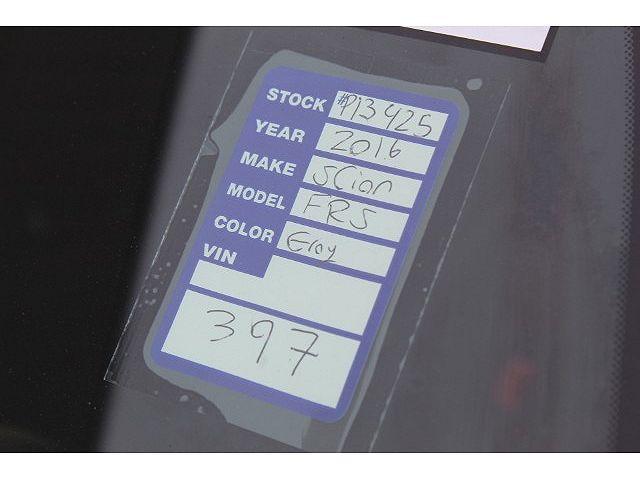 STOCK #P13425
YEAR 2016
MAKE SCion
MODEL FRS
COLOR Gray
VIN
397